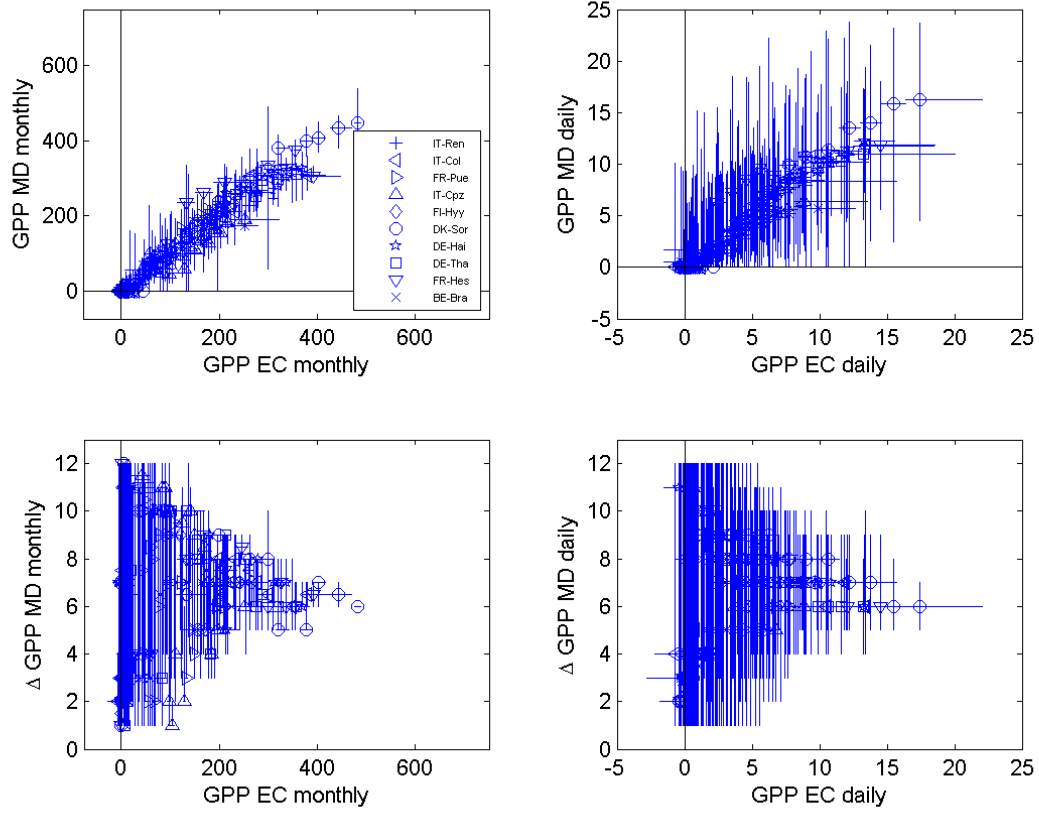 GPP MD monthly
600
400
200
0
0
200
400
600
GPP EC monthly
IT-Ren
IT-Col
FR-Pue
IT-Cpz
FI-Hyy
DK-Sor
DE-Hai
DE-Tha
FR-Hes
BE-Bra
GPP MD daily
25
20
15
10
5
0
-5
-5
0
5
10
15
20
25
GPP EC daily
Δ GPP MD monthly
12
10
8
6
4
2
0
0
200
400
600
GPP EC monthly
Δ GPP MD daily
12
10
8
6
4
2
0
-5
0
5
10
15
20
25
GPP EC daily